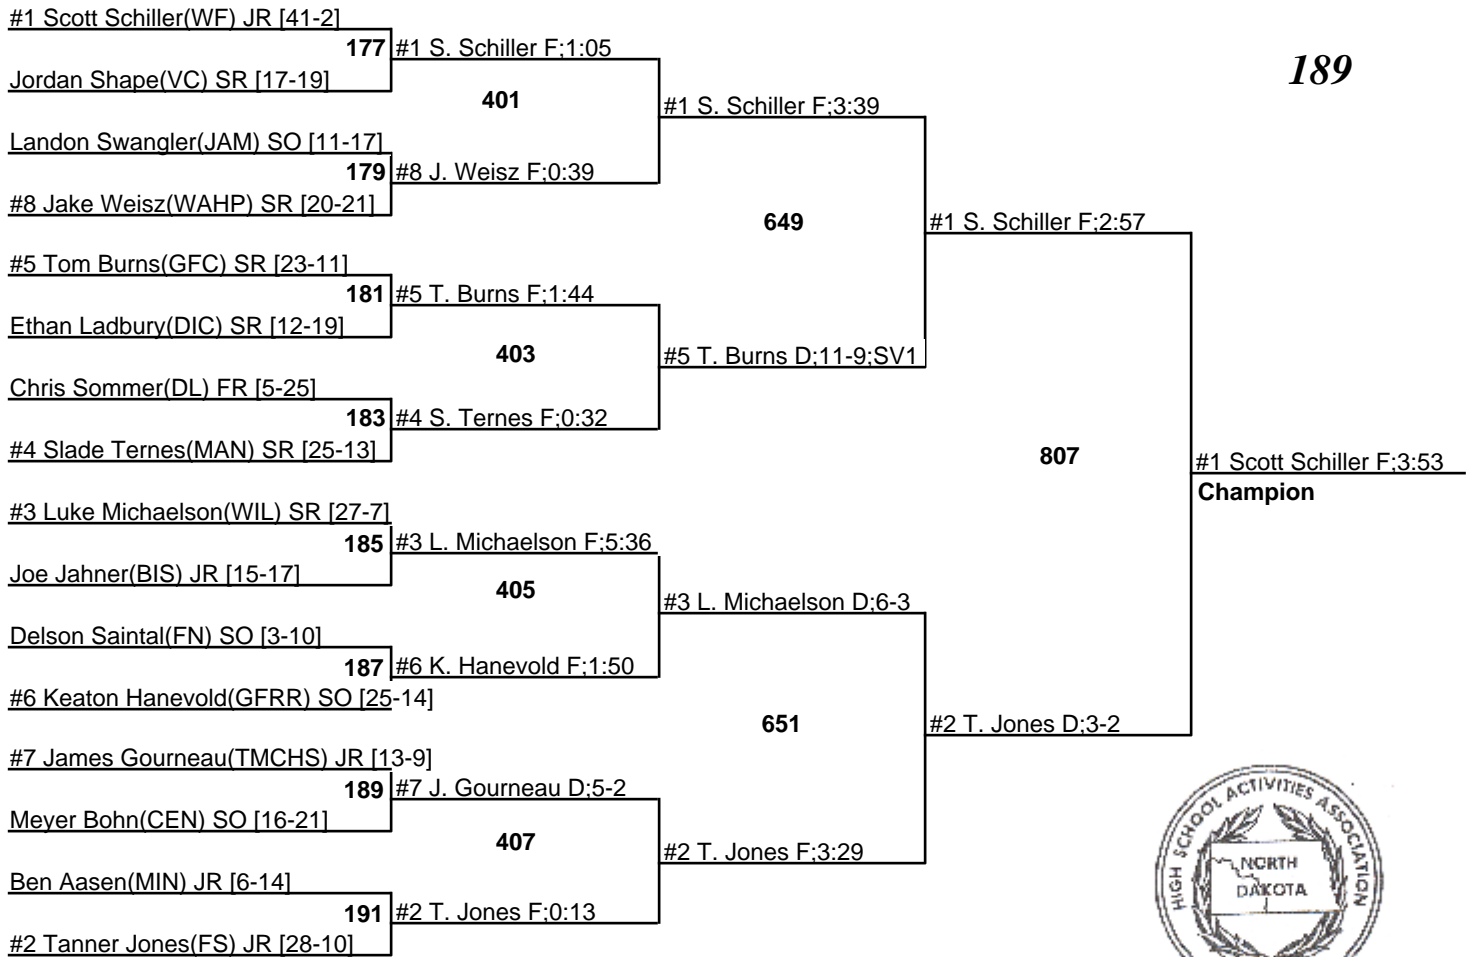 #1 Scott Schiller(WF) JR [41-2]
177 #1 S. Schiller F;1:05
189
Jordan Shape(VC) SR [17-19]
401
#1 S. Schiller F;3:39
Landon Swangler(JAM) SO [11-17]
179 #8 J. Weisz F;0:39
#8 Jake Weisz(WAHP) SR [20-21]
649
#1 S. Schiller F;2:57
#5 Tom Burns(GFC) SR [23-11]
181 #5 T. Burns F;1:44
Ethan Ladbury(DIC) SR [12-19]
403
#5 T. Burns D;11-9;SV1
Chris Sommer(DL) FR [5-25]
183 #4 S. Ternes F;0:32
#4 Slade Ternes(MAN) SR [25-13]
807
#1 Scott Schiller F;3:53
Champion
#3 Luke Michaelson(WIL) SR [27-7]
185 #3 L. Michaelson F;5:36
Joe Jahner(BIS) JR [15-17]
405
#3 L. Michaelson D;6-3
Delson Saintal(FN) SO [3-10]
187 #6 K. Hanevold F;1:50
#6 Keaton Hanevold(GFRR) SO [25-14]
651
#2 T. Jones D;3-2
#7 James Gourneau(TMCHS) JR [13-9]
189 #7 J. Gourneau D;5-2
Meyer Bohn(CEN) SO [16-21]
407
#2 T. Jones F;3:29
Ben Aasen(MIN) JR [6-14]
191 #2 T. Jones F;0:13
#2 Tanner Jones(FS) JR [28-10]
HIGH SCHOOL ACTIVITIES ASSOCIATION
NORTH
DAKOTA